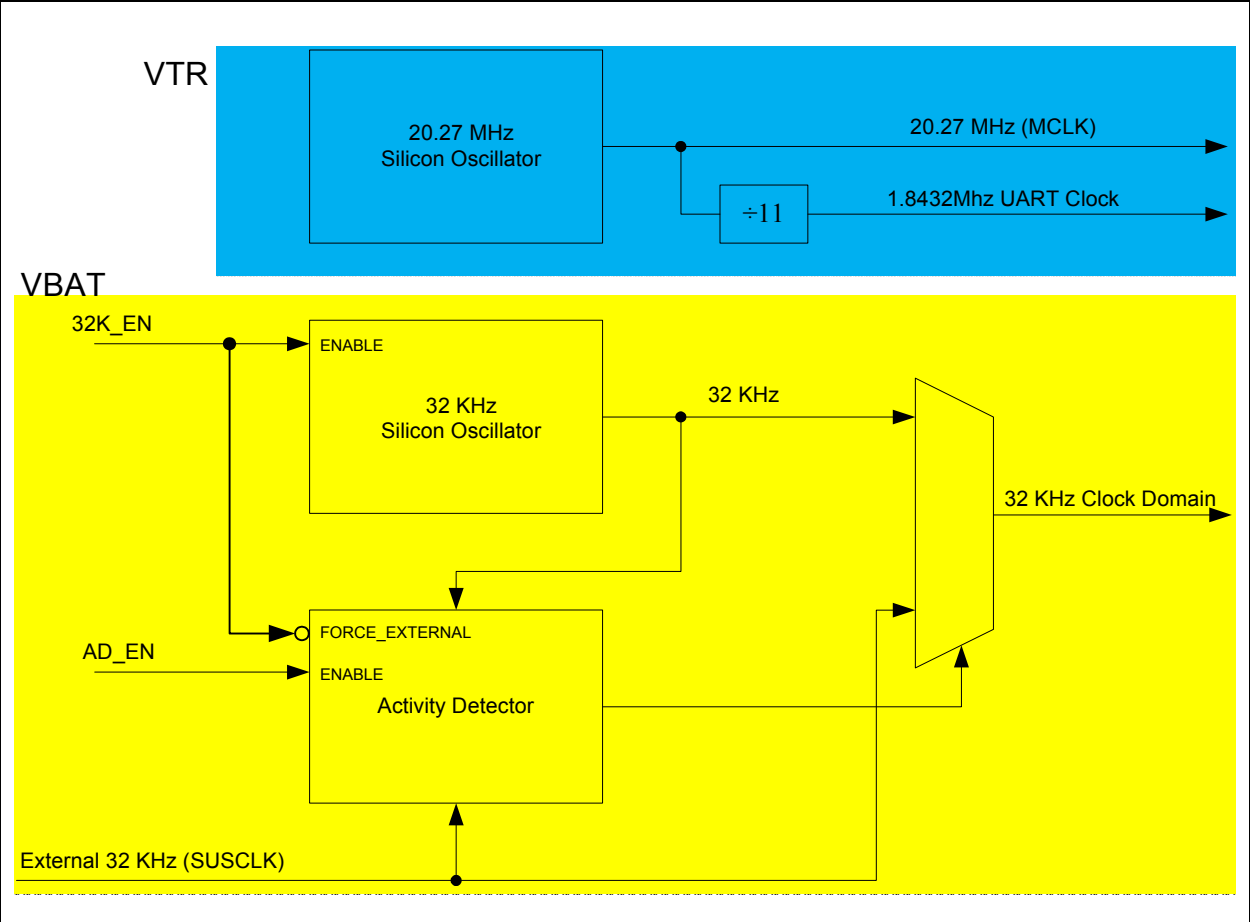 VTR
20.27 MHz
Silicon Oscillator
20.27 MHz (MCLK)
÷11
1.8432Mhz UART Clock
VBAT
32K_EN
ENABLE
32 KHz
Silicon Oscillator
32 KHz
32 KHz Clock Domain
FORCE_EXTERNAL
AD_EN
ENABLE
Activity Detector
External 32 KHz (SUSCLK)